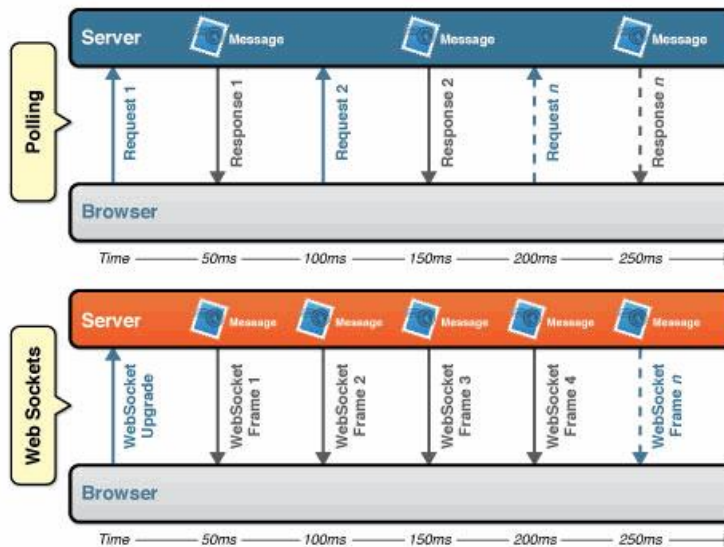 Polling
Server
Message
Message
Message
Request 1
Response 1
Request 2
Response 2
Request n
Response n
Browser
Time 50ms 100ms 150ms 200ms 250ms
Web Sockets
Server
Message
Message
Message
Message
Message
WebSocket
Upgrade
WebSocket
Frame 1
WebSocket
Frame 2
WebSocket
Frame 3
WebSocket
Frame 4
WebSocket
Frame n
Browser
Time 50ms 100ms 150ms 200ms 250ms